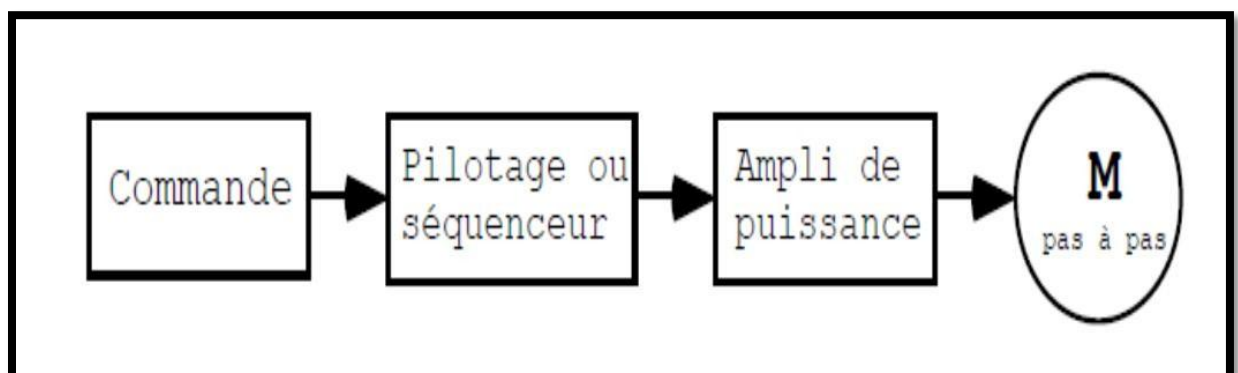 Commande
Pilotage ou
séquenceur
Ampli de
puissance
M
pas à pas